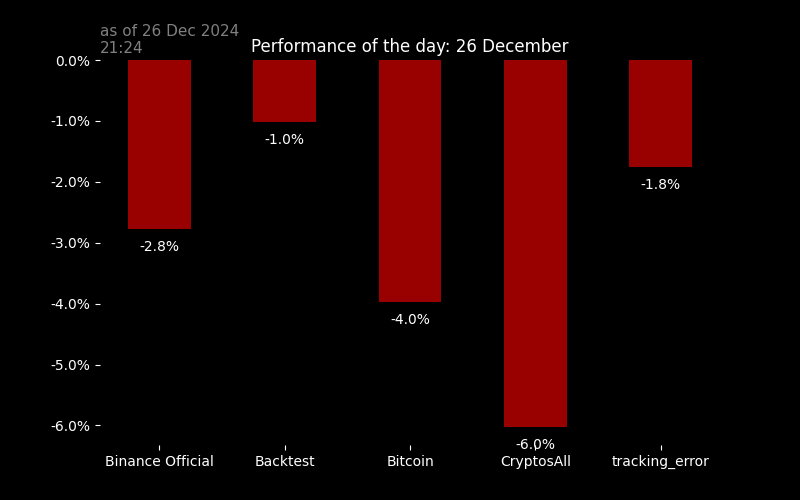 as of 26 Dec 2024
21:24
Performance of the day: 26 December
0.0%
-1.0%
-2.0%
-3.0%
-4.0%
-5.0%
-6.0%
-2.8%
-1.0%
-4.0%
-6.0%
-1.8%
Binance Official
Backtest
Bitcoin
CryptosAll
tracking_error